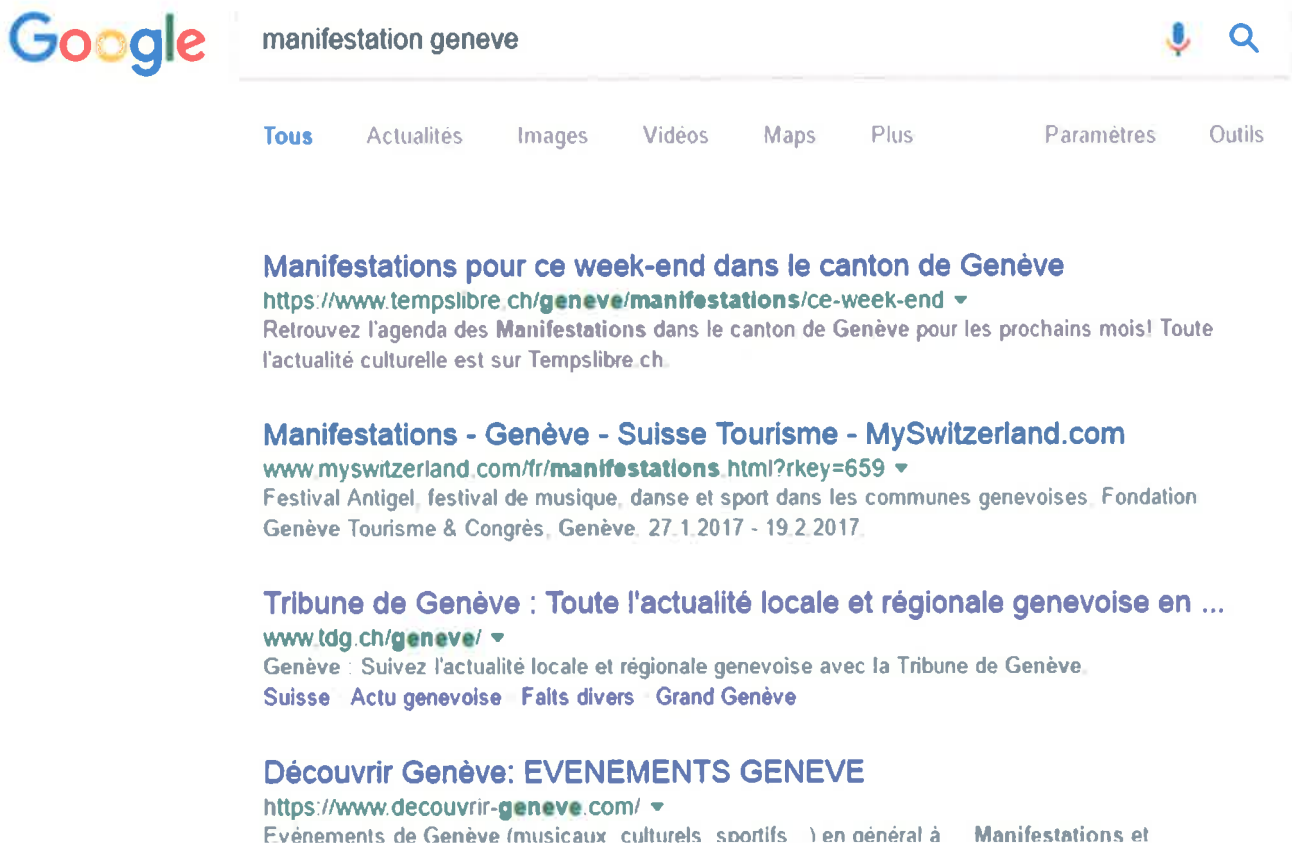 Google manifestation geneve
Tous Actualités Images Vidéos Maps Plus Paramètres Outils
Manifestations pour ce week-end dans le canton de Genève
https://www.tempslibre.ch/geneve/manifestations/ce-week-end
Retrouvez l'agenda des Manifestations dans le canton de Genève pour les prochains mois! Toute
l'actualité culturelle est sur Tempslibre.ch.
Manifestations - Genève - Suisse Tourisme - MySwitzerland.com
www.myswitzerland.com/fr/manifestations.html?rkey=659
Festival Antigel, festival de musique, danse et sport dans les communes genevoises. Fondation
Genève Tourisme & Congrès, Genève. 27.1.2017 - 19.2.2017.
Tribune de Genève : Toute l'actualité locale et régionale genevoise en ...
www.tdg.ch/geneve/
Genève : Suivez l'actualité locale et régionale genevoise avec la Tribune de Genève.
Suisse · Actu genevoise · Faits divers · Grand Genève
Découvrir Genève: EVENEMENTS GENEVE
https://www.decouvrir-geneve.com/
Evénements de Genève (musicaux, culturels, sportifs...) en général à ... Manifestations et